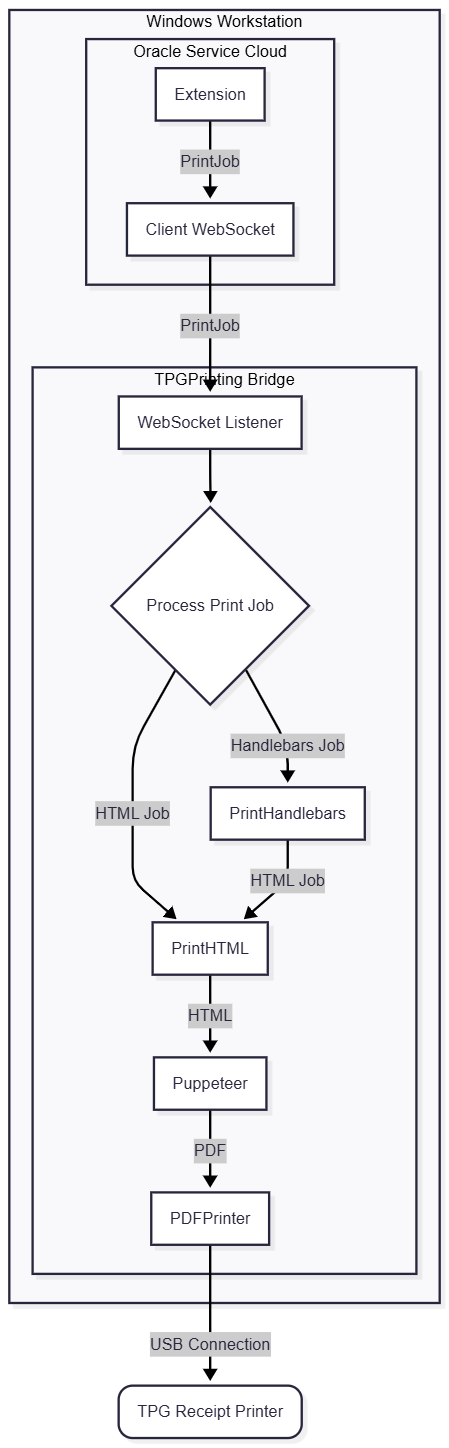 Windows Workstation
Oracle Service Cloud
Extension
PrintJob
Client WebSocket
PrintJob
TPGPrinting Bridge
WebSocket Listener
Process Print Job
Handlebars Job
PrintHandlebars
HTML Job
HTML Job
PrintHTML
HTML
Puppeteer
PDF
PDFPrinter
USB Connection
TPG Receipt Printer